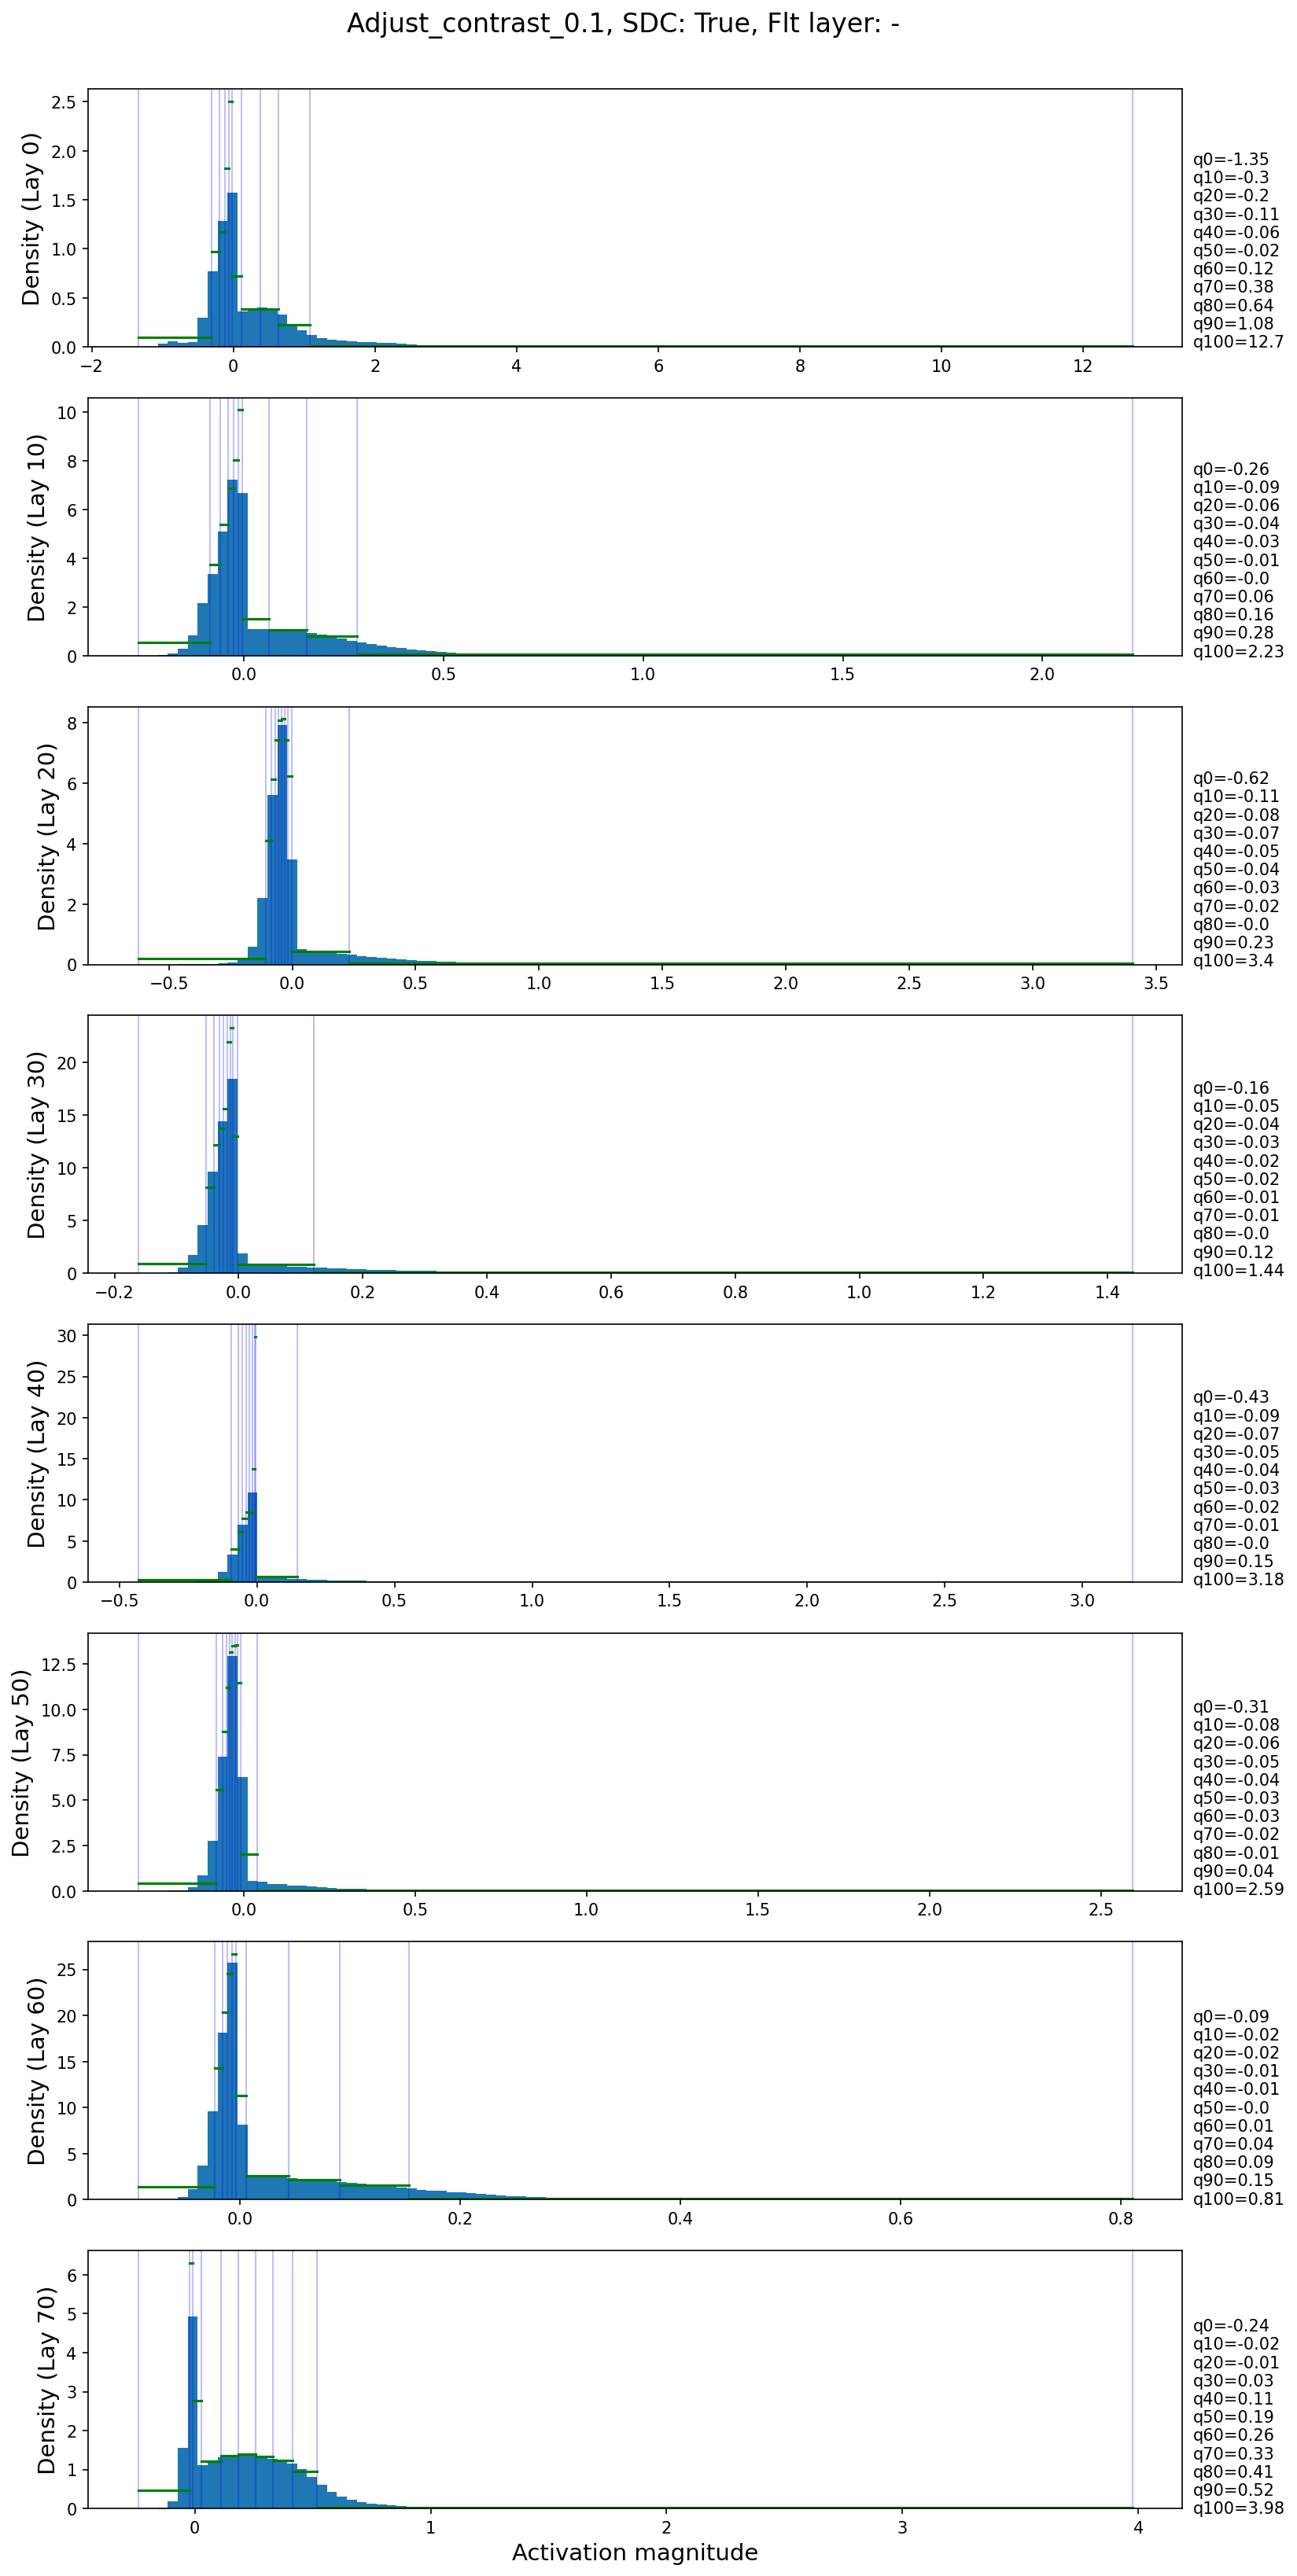 Adjust_contrast_0.1, SDC: True, Flt layer: -
Density (Lay 0)
2.5
2.0
1.5
1.0
0.5
0.0
−2 0 2 4 6 8 10 12
q0=-1.35
q10=-0.3
q20=-0.2
q30=-0.11
q40=-0.06
q50=-0.02
q60=0.12
q70=0.38
q80=0.64
q90=1.08
q100=12.7
Density (Lay 10)
10
8
6
4
2
0
0.0 0.5 1.0 1.5 2.0
q0=-0.26
q10=-0.09
q20=-0.06
q30=-0.04
q40=-0.03
q50=-0.01
q60=-0.0
q70=0.06
q80=0.16
q90=0.28
q100=2.23
Density (Lay 20)
8
6
4
2
0
−0.5 0.0 0.5 1.0 1.5 2.0 2.5 3.0 3.5
q0=-0.62
q10=-0.11
q20=-0.08
q30=-0.07
q40=-0.05
q50=-0.04
q60=-0.03
q70=-0.02
q80=-0.0
q90=0.23
q100=3.4
Density (Lay 30)
20
15
10
5
0
−0.2 0.0 0.2 0.4 0.6 0.8 1.0 1.2 1.4
q0=-0.16
q10=-0.05
q20=-0.04
q30=-0.03
q40=-0.02
q50=-0.02
q60=-0.01
q70=-0.01
q80=-0.0
q90=0.12
q100=1.44
Density (Lay 40)
30
25
20
15
10
5
0
−0.5 0.0 0.5 1.0 1.5 2.0 2.5 3.0
q0=-0.43
q10=-0.09
q20=-0.07
q30=-0.05
q40=-0.04
q50=-0.03
q60=-0.02
q70=-0.01
q80=-0.0
q90=0.15
q100=3.18
Density (Lay 50)
12.5
10.0
7.5
5.0
2.5
0.0
0.0 0.5 1.0 1.5 2.0 2.5
q0=-0.31
q10=-0.08
q20=-0.06
q30=-0.05
q40=-0.04
q50=-0.03
q60=-0.03
q70=-0.02
q80=-0.01
q90=0.04
q100=2.59
Density (Lay 60)
25
20
15
10
5
0
0.0 0.2 0.4 0.6 0.8
q0=-0.09
q10=-0.02
q20=-0.02
q30=-0.01
q40=-0.01
q50=-0.0
q60=0.01
q70=0.04
q80=0.09
q90=0.15
q100=0.81
Density (Lay 70)
6
5
4
3
2
1
0
0 1 2 3 4
q0=-0.24
q10=-0.02
q20=-0.01
q30=0.03
q40=0.11
q50=0.19
q60=0.26
q70=0.33
q80=0.41
q90=0.52
q100=3.98
Activation magnitude